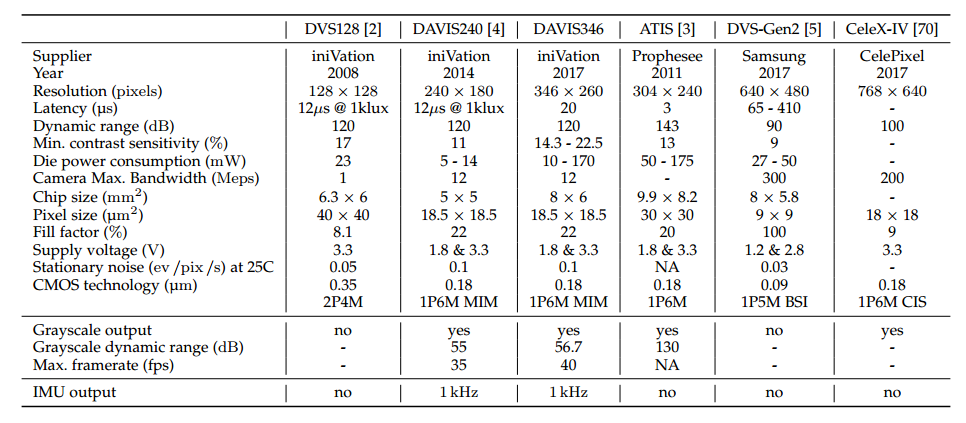 DVS128 [2] DAVIS240 [4] DAVIS346 ATIS [3] DVS-Gen2 [5] CeleX-IV [70]
Supplier iniVation iniVation iniVation Prophesee Samsung CelePixel
Year 2008 2014 2017 2011 2017 2017
Resolution (pixels) 128 × 128 240 × 180 346 × 260 304 × 240 640 × 480 768 × 640
Latency (µs) 12µs @ 1klux 12µs @ 1klux 20 3 65 - 410 -
Dynamic range (dB) 120 120 120 143 90 100
Min. contrast sensitivity (%) 17 11 14.3 - 22.5 13 9 -
Die power consumption (mW) 23 5 - 14 10 - 170 50 - 175 27 - 50 -
Camera Max. Bandwidth (Meps) 1 12 12 - 300 200
Chip size (mm²) 6.3 × 6 5 × 5 8 × 6 9.9 × 8.2 8 × 5.8 -
Pixel size (µm²) 40 × 40 18.5 × 18.5 18.5 × 18.5 30 × 30 9 × 9 18 × 18
Fill factor (%) 8.1 22 22 20 100 9
Supply voltage (V) 3.3 1.8 & 3.3 1.8 & 3.3 1.8 & 3.3 1.2 & 2.8 3.3
Stationary noise (ev /pix /s) at 25C 0.05 0.1 0.1 NA 0.03 -
CMOS technology (µm) 0.35 0.18 0.18 0.18 0.09 0.18
2P4M 1P6M MIM 1P6M MIM 1P6M 1P5M BSI 1P6M CIS
Grayscale output no yes yes yes no yes
Grayscale dynamic range (dB) - 55 56.7 130 - -
Max. framerate (fps) - 35 40 NA - -
IMU output no 1 kHz 1 kHz no no no